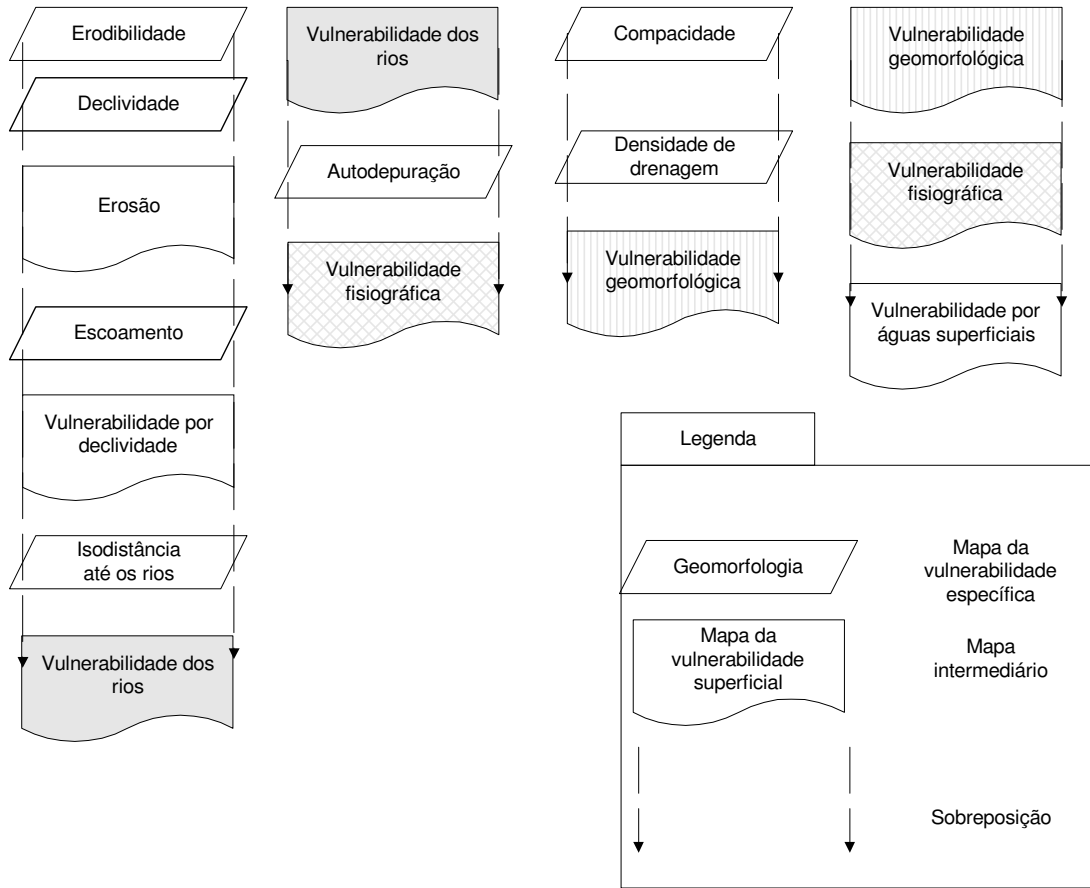 Erodibilidade
Declividade
Erosão
Escoamento
Vulnerabilidade por
declividade
Isodistância
até os rios
Vulnerabilidade dos
rios
Vulnerabilidade dos
rios
Autodepuração
Vulnerabilidade
fisiográfica
Compacidade
Densidade de
drenagem
Vulnerabilidade
geomorfológica
Vulnerabilidade
geomorfológica
Vulnerabilidade
fisiográfica
Vulnerabilidade por
águas superficiais
Legenda
Geomorfologia
Mapa da
vulnerabilidade
específica
Mapa da
vulnerabilidade
superficial
Mapa
intermediário
Sobreposição